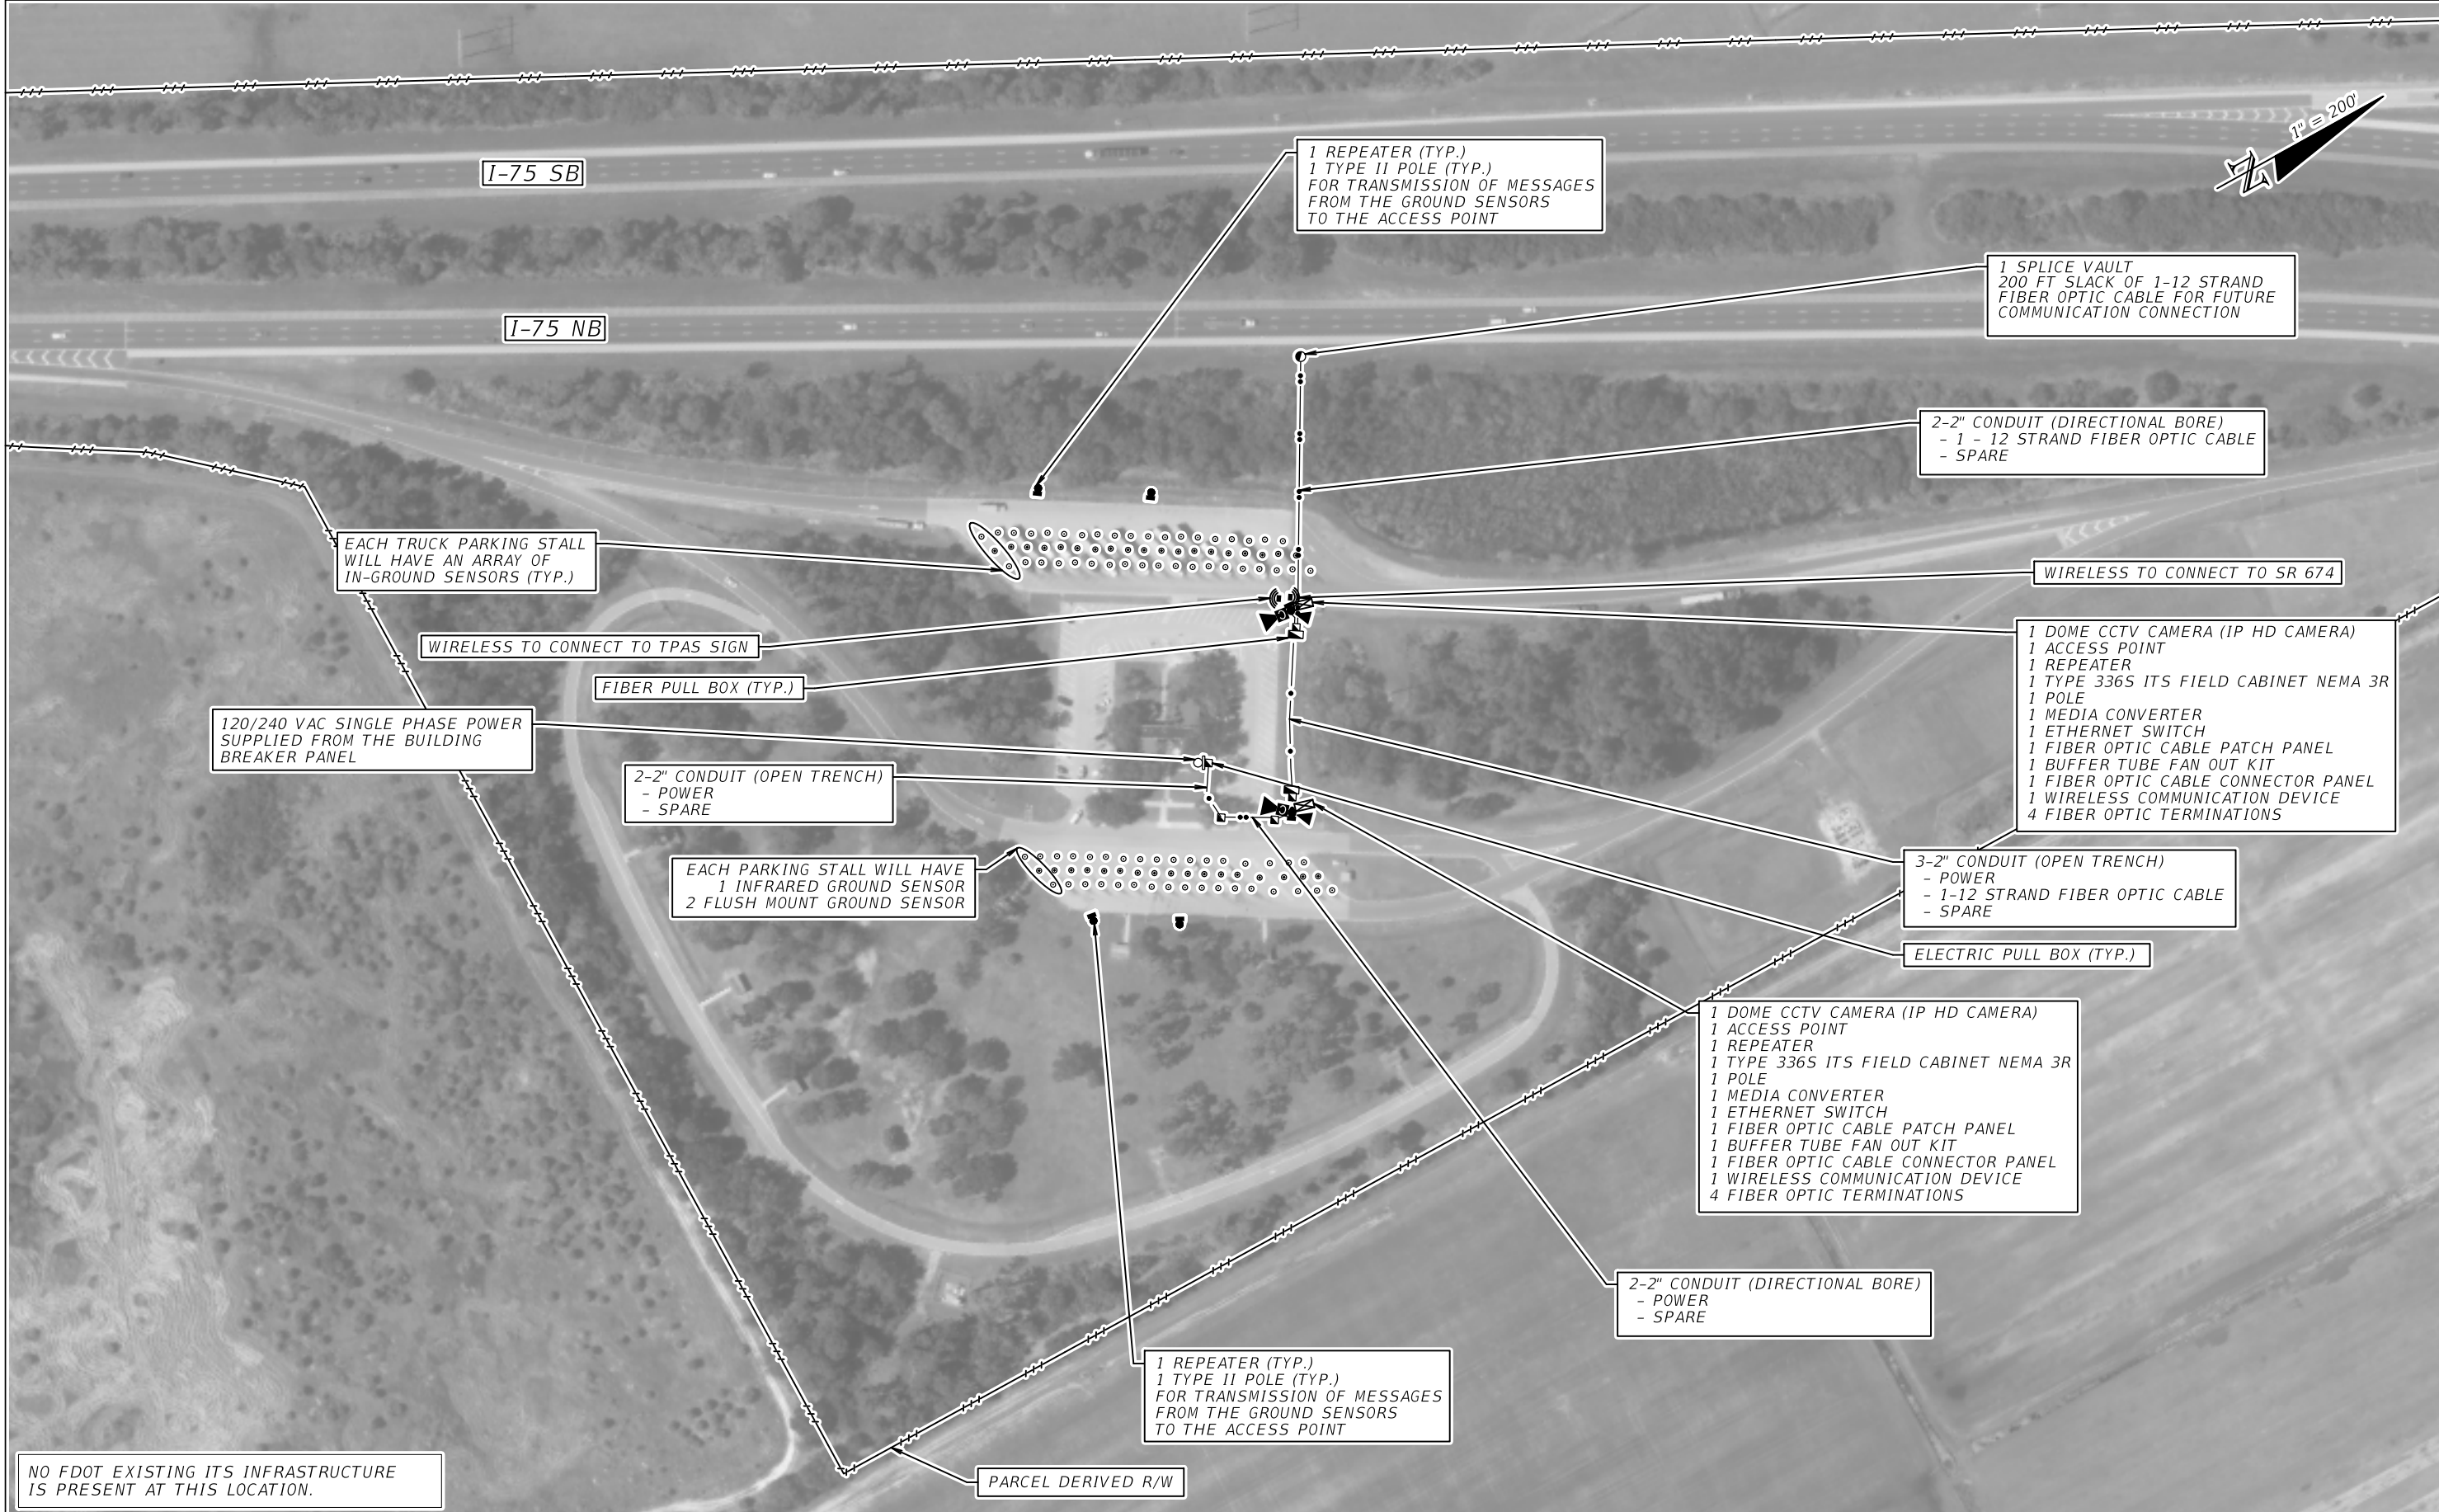 1" = 200'
N
I-75 SB
1 REPEATER (TYP.)
1 TYPE II POLE (TYP.)
FOR TRANSMISSION OF MESSAGES
FROM THE GROUND SENSORS
TO THE ACCESS POINT
1 SPLICE VAULT
200 FT SLACK OF 1-12 STRAND
FIBER OPTIC CABLE FOR FUTURE
COMMUNICATION CONNECTION
I-75 NB
2-2" CONDUIT (DIRECTIONAL BORE)
- 1 - 12 STRAND FIBER OPTIC CABLE
- SPARE
EACH TRUCK PARKING STALL
WILL HAVE AN ARRAY OF
IN-GROUND SENSORS (TYP.)
WIRELESS TO CONNECT TO SR 674
WIRELESS TO CONNECT TO TPAS SIGN
1 DOME CCTV CAMERA (IP HD CAMERA)
1 ACCESS POINT
1 REPEATER
1 TYPE 336S ITS FIELD CABINET NEMA 3R
1 POLE
1 MEDIA CONVERTER
1 ETHERNET SWITCH
1 FIBER OPTIC CABLE PATCH PANEL
1 BUFFER TUBE FAN OUT KIT
1 FIBER OPTIC CABLE CONNECTOR PANEL
1 WIRELESS COMMUNICATION DEVICE
4 FIBER OPTIC TERMINATIONS
FIBER PULL BOX (TYP.)
120/240 VAC SINGLE PHASE POWER
SUPPLIED FROM THE BUILDING
BREAKER PANEL
2-2" CONDUIT (OPEN TRENCH)
- POWER
- SPARE
EACH PARKING STALL WILL HAVE
1 INFRARED GROUND SENSOR
2 FLUSH MOUNT GROUND SENSOR
3-2" CONDUIT (OPEN TRENCH)
- POWER
- 1-12 STRAND FIBER OPTIC CABLE
- SPARE
ELECTRIC PULL BOX (TYP.)
1 DOME CCTV CAMERA (IP HD CAMERA)
1 ACCESS POINT
1 REPEATER
1 TYPE 336S ITS FIELD CABINET NEMA 3R
1 POLE
1 MEDIA CONVERTER
1 ETHERNET SWITCH
1 FIBER OPTIC CABLE PATCH PANEL
1 BUFFER TUBE FAN OUT KIT
1 FIBER OPTIC CABLE CONNECTOR PANEL
1 WIRELESS COMMUNICATION DEVICE
4 FIBER OPTIC TERMINATIONS
2-2" CONDUIT (DIRECTIONAL BORE)
- POWER
- SPARE
1 REPEATER (TYP.)
1 TYPE II POLE (TYP.)
FOR TRANSMISSION OF MESSAGES
FROM THE GROUND SENSORS
TO THE ACCESS POINT
PARCEL DERIVED R/W
NO FDOT EXISTING ITS INFRASTRUCTURE
IS PRESENT AT THIS LOCATION.